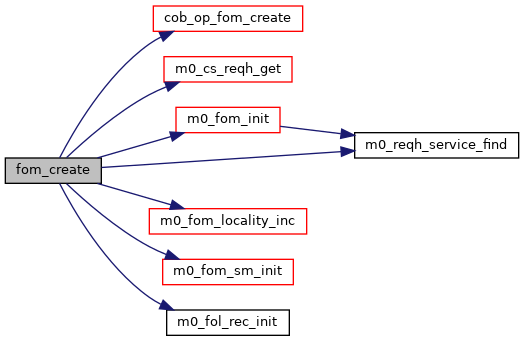 cob_op_fom_create
m0_cs_reqh_get
m0_fom_init
m0_reqh_service_find
fom_create
m0_fom_locality_inc
m0_fom_sm_init
m0_fol_rec_init